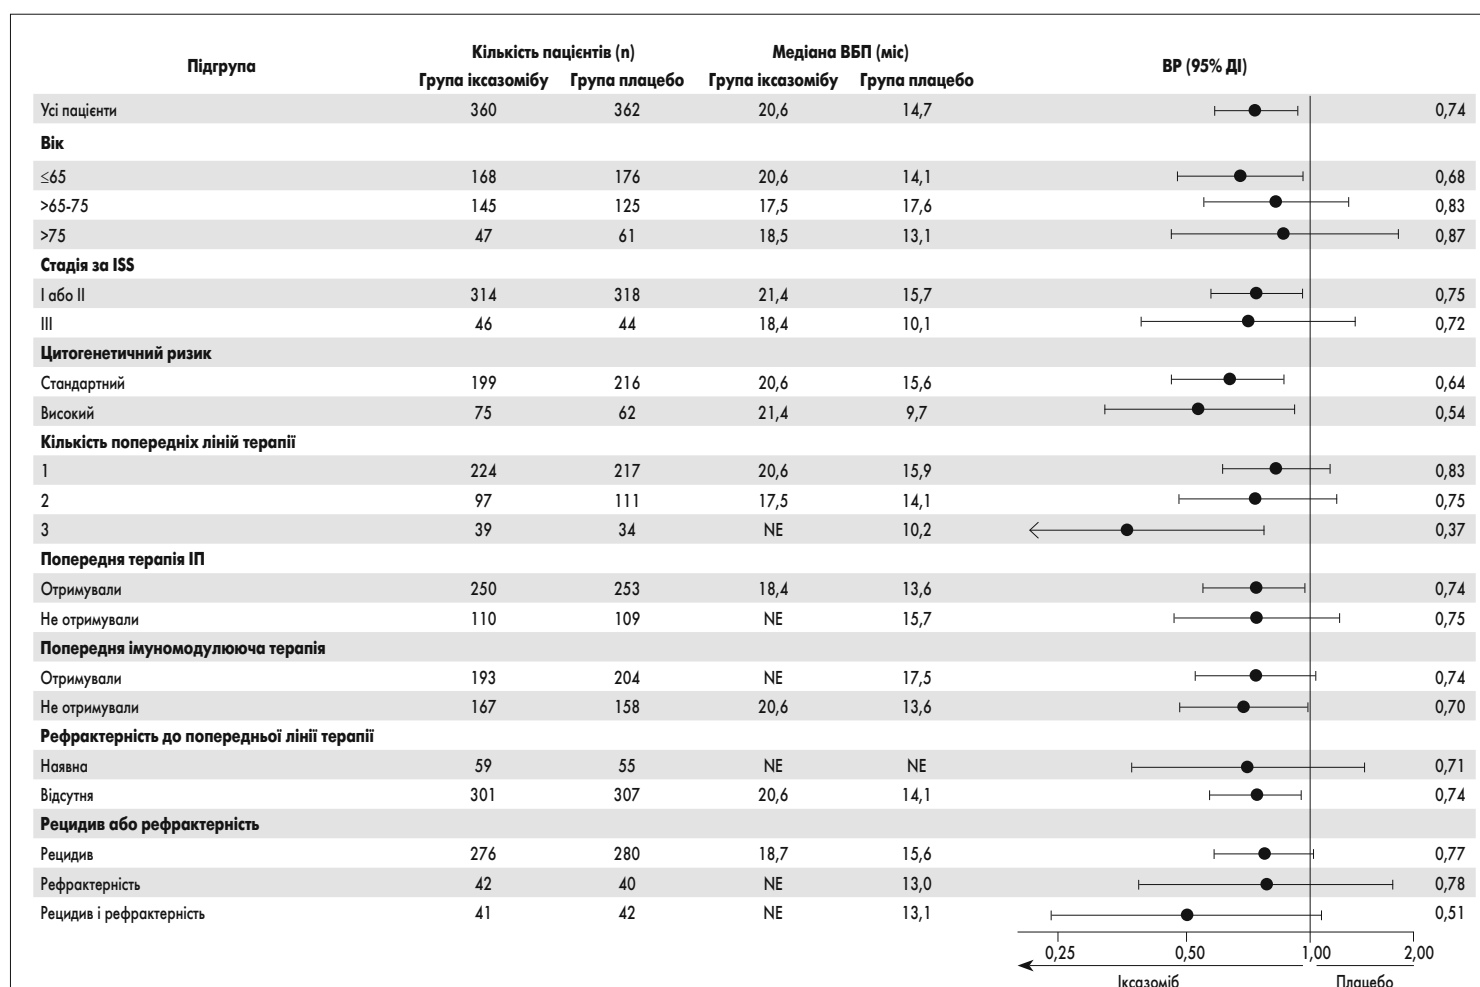 Підгрупа Кількість пацієнтів (n) Медіана ВБП (міс) ВР (95% ДІ)
Група іксазомібу Група плацебо Група іксазомібу Група плацебо
Усі пацієнти 360 362 20,6 14,7 0,74
Вік
≤65 168 176 20,6 14,1 0,68
>65-75 145 125 17,5 17,6 0,83
>75 47 61 18,5 13,1 0,87
Стадія за ISS
I або II 314 318 21,4 15,7 0,75
III 46 44 18,4 10,1 0,72
Цитогенетичний ризик
Стандартний 199 216 20,6 15,6 0,64
Високий 75 62 21,4 9,7 0,54
Кількість попередніх ліній терапії
1 224 217 20,6 15,9 0,83
2 97 111 17,5 14,1 0,75
3 39 34 NE 10,2 0,37
Попередня терапія ІП
Отримували 250 253 18,4 13,6 0,74
Не отримували 110 109 NE 15,7 0,75
Попередня імуномодулююча терапія
Отримували 193 204 NE 17,5 0,74
Не отримували 167 158 20,6 13,6 0,70
Рефрактерність до попередньої лінії терапії
Наявна 59 55 NE NE 0,71
Відсутня 301 307 20,6 14,1 0,74
Рецидив або рефрактерність
Рецидив 276 280 18,7 15,6 0,77
Рефрактерність 42 40 NE 13,0 0,78
Рецидив і рефрактерність 41 42 NE 13,1 0,51
0,25 0,50 1,00 2,00
Іксазоміб Плацебо